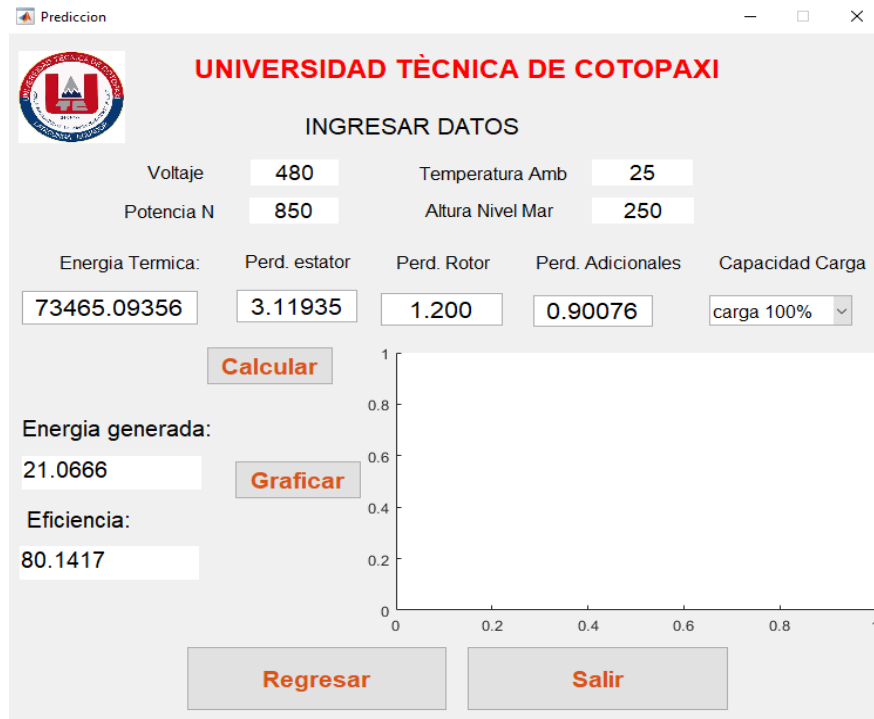 Prediccion
UNIVERSIDAD TÈCNICA DE COTOPAXI
INGRESAR DATOS
Voltaje 480 Temperatura Amb 25
Potencia N 850 Altura Nivel Mar 250
Energia Termica: Perd. estator Perd. Rotor Perd. Adicionales Capacidad Carga
73465.09356 3.11935 1.200 0.90076 carga 100%
Calcular
Energia generada:
21.0666
Graficar
Eficiencia:
80.1417
1
0.8
0.6
0.4
0.2
0
0 0.2 0.4 0.6 0.8
Regresar Salir